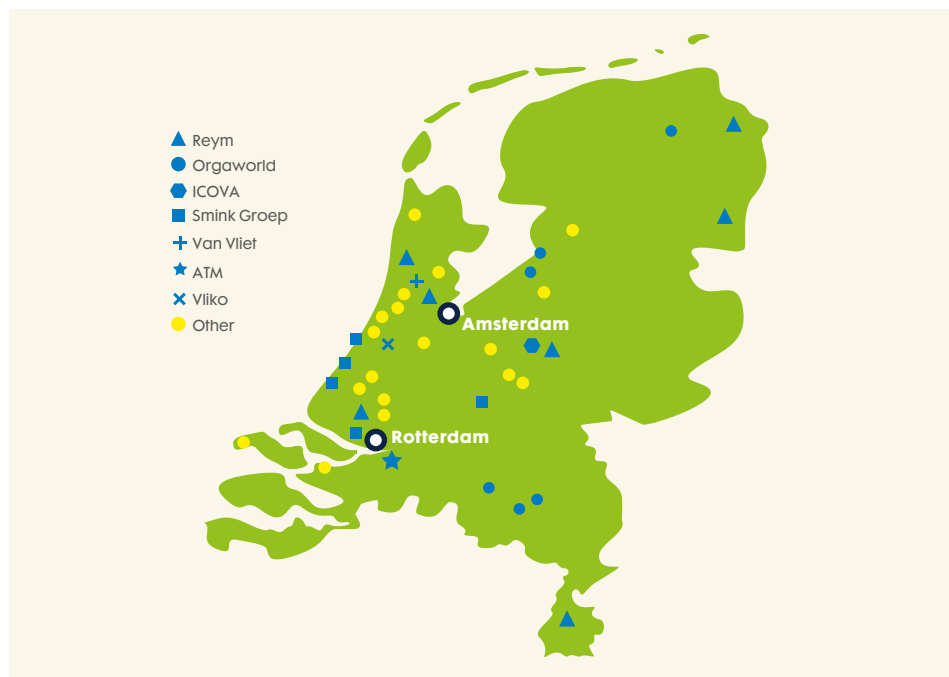 Reym
Orgaworld
ICOVA
Smink Groep
Van Vliet
ATM
Vliko
Other
Amsterdam
Rotterdam